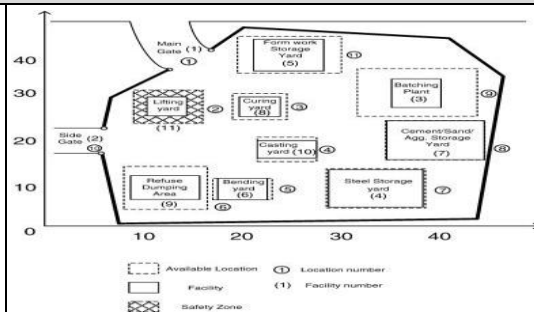 Main
Gate (1)
①
Form work
Storage
Yard
(5)
⑪
40
30
20
10
0
Batching
Plant
(3)
⑨
Lifting
yard
(11)
②
Curing
yard
(8)
③
Side (2)
Gate ⑩
Casting
yard (10)
④
Cement/Sand/
Agg. Storage
Yard
(7)
⑧
Refuse
Dumping
Area
(9)
⑥
Bending
yard
(6)
⑤
Steel Storage
yard
(4)
⑦
10 20 30 40
Available Location ① Location number
Facility (1) Facility number
Safety Zone